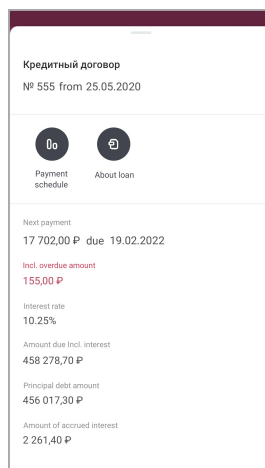 Кредитный договор
№ 555 from 25.05.2020
Payment schedule
About loan
Next payment
17 702,00 ₽ due 19.02.2022
Incl. overdue amount
155,00 ₽
Interest rate
10.25%
Amount due Incl. interest
458 278,70 ₽
Principal debt amount
456 017,30 ₽
Amount of accrued interest
2 261,40 ₽